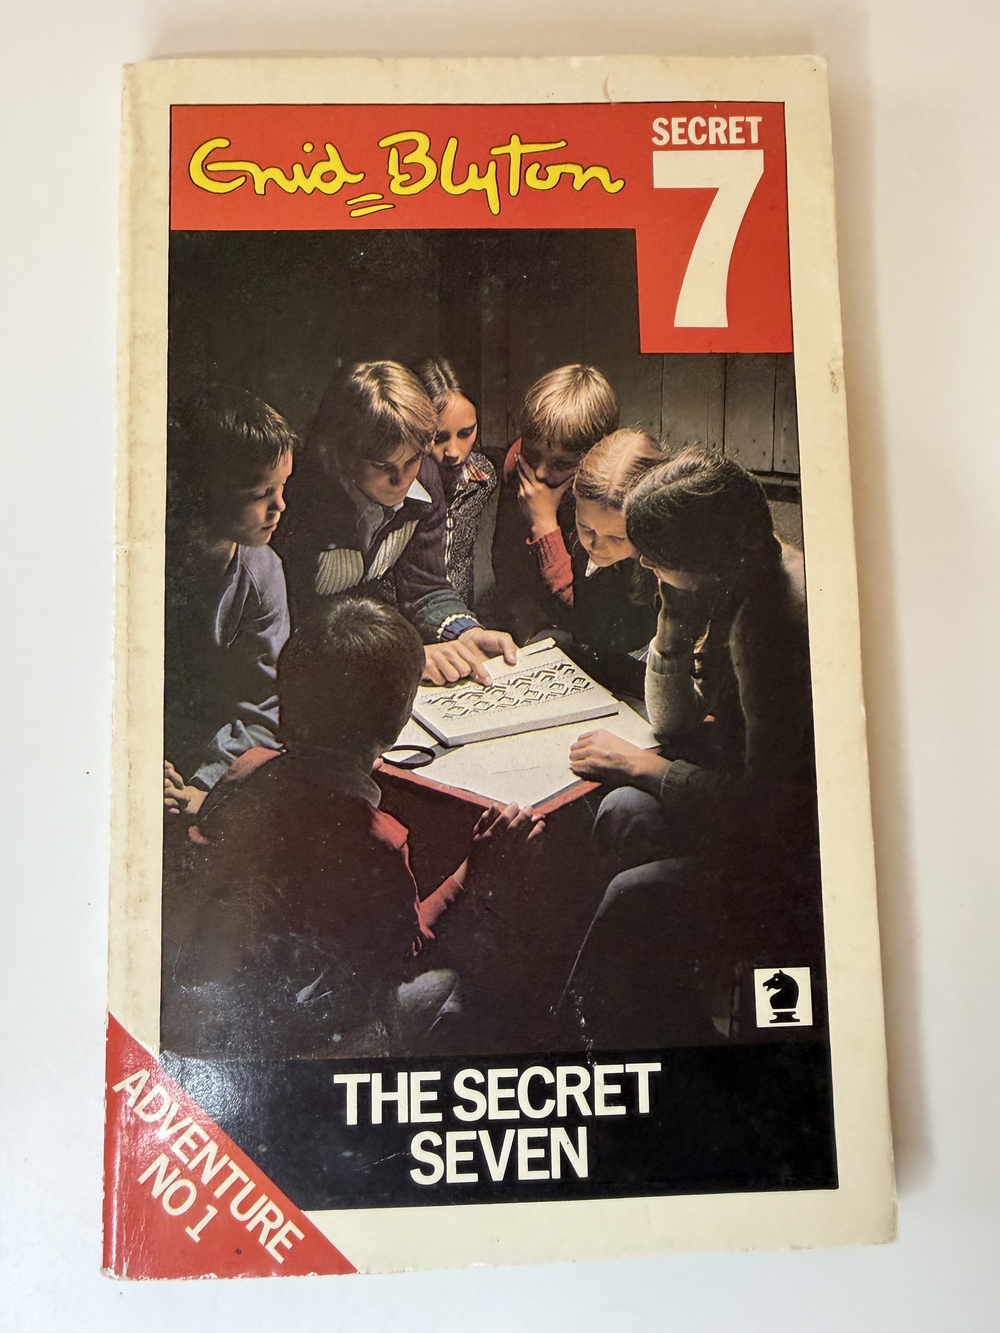 Enid Blyton
SECRET
7
THE SECRET
SEVEN
ADVENTURE
NO 1